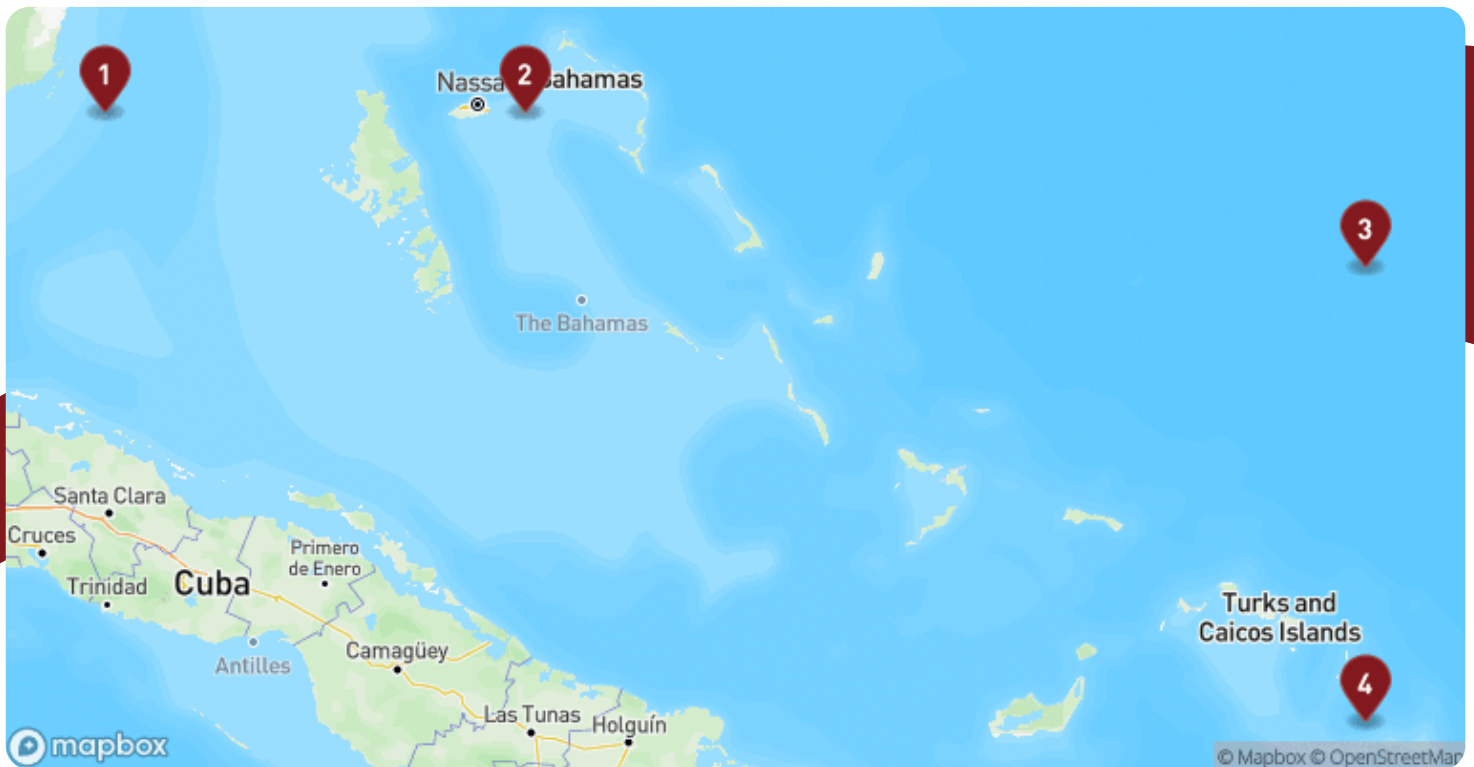 1
2
Nassa
Bahamas
3
The Bahamas
Santa Clara
Cruces
Primero
de Enero
Trinidad
Cuba
Turks and
Caicos Islands
Camagüey
Antilles
4
Las Tunas
Holguín
mapbox
© Mapbox © OpenStreetMap